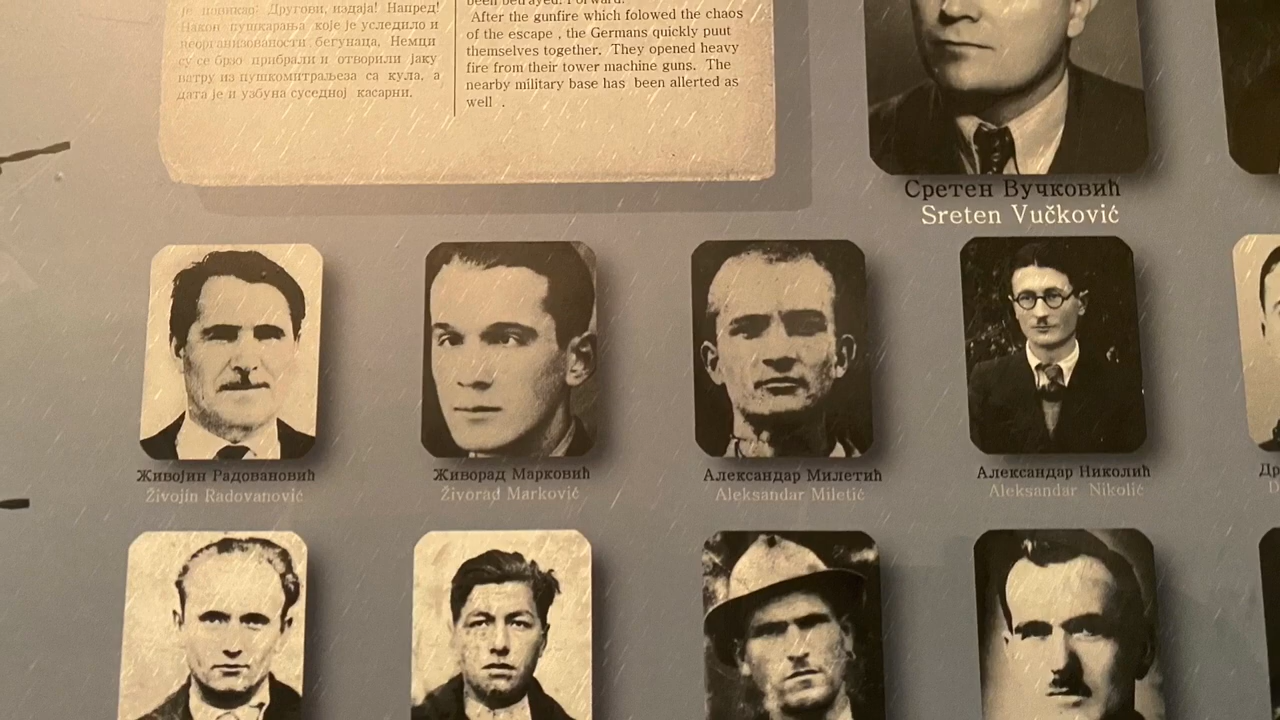 је повикао: Другови, издаја! Напред!
Након пушкарања које је уследило и
неорганизованости бегунаца, Немци
су се брзо прибрали и отворили јаку
ватру из пушкомитраљеза са кула, а
дата је и узбуна суседној касарни.
been betrayed. Forward!
After the gunfire which folowed the chaos
of the escape , the Germans quickly puut
themselves together. They opened heavy
fire from their tower machine guns. The
nearby military base has been allerted as
well .
Сретен Вучковић
Sreten Vučković
Живојин Радовановић
Živojin Radovanović
Живорад Марковић
Živorad Marković
Александар Милетић
Aleksandar Miletić
Александар Николић
Aleksandar Nikolić